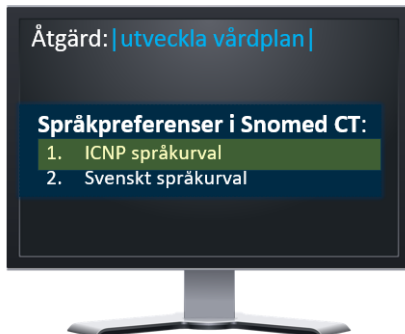 Åtgärd:|utveckla vårdplan|
Språkpreferenser i Snomed CT:
1. ICNP språkurval
2. Svenskt språkurval